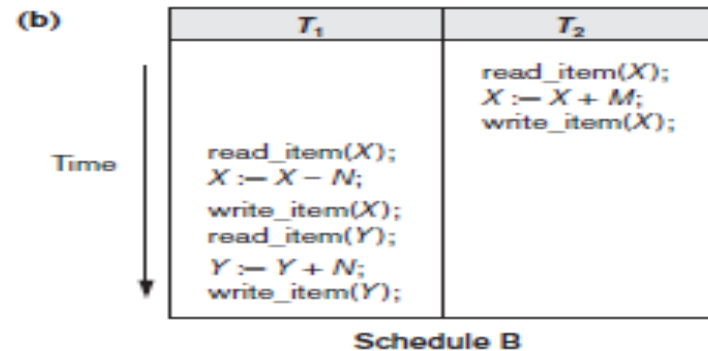 (b)
T₁ T₂
read_item(X);
X := X + M;
write_item(X);
Time
read_item(X);
X := X – N;
write_item(X);
read_item(Y);
Y := Y + N;
write_item(Y);
Schedule B